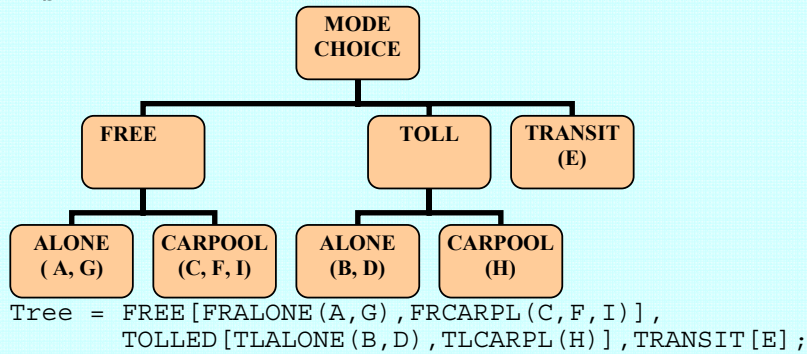 MODE
CHOICE
FREE
TOLL
TRANSIT
(E)
ALONE
( A, G)
CARPOOL
(C, F, I)
ALONE
(B, D)
CARPOOL
(H)
Tree = FREE[FRALONE(A,G),FRCARPL(C,F,I)],
TOLLED[TLALONE(B,D),TLCARPL(H)],TRANSIT[E];